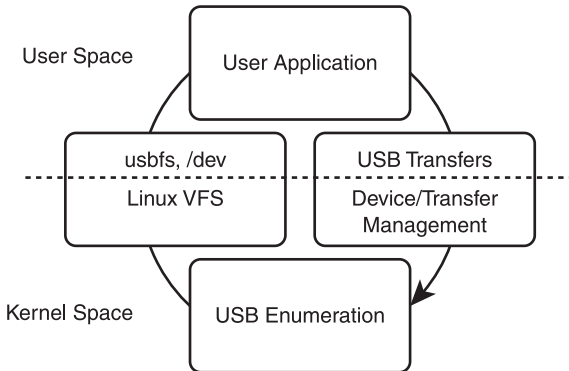 User Space
User Application
usbfs, /dev
USB Transfers
Linux VFS
Device/Transfer
Management
Kernel Space
USB Enumeration